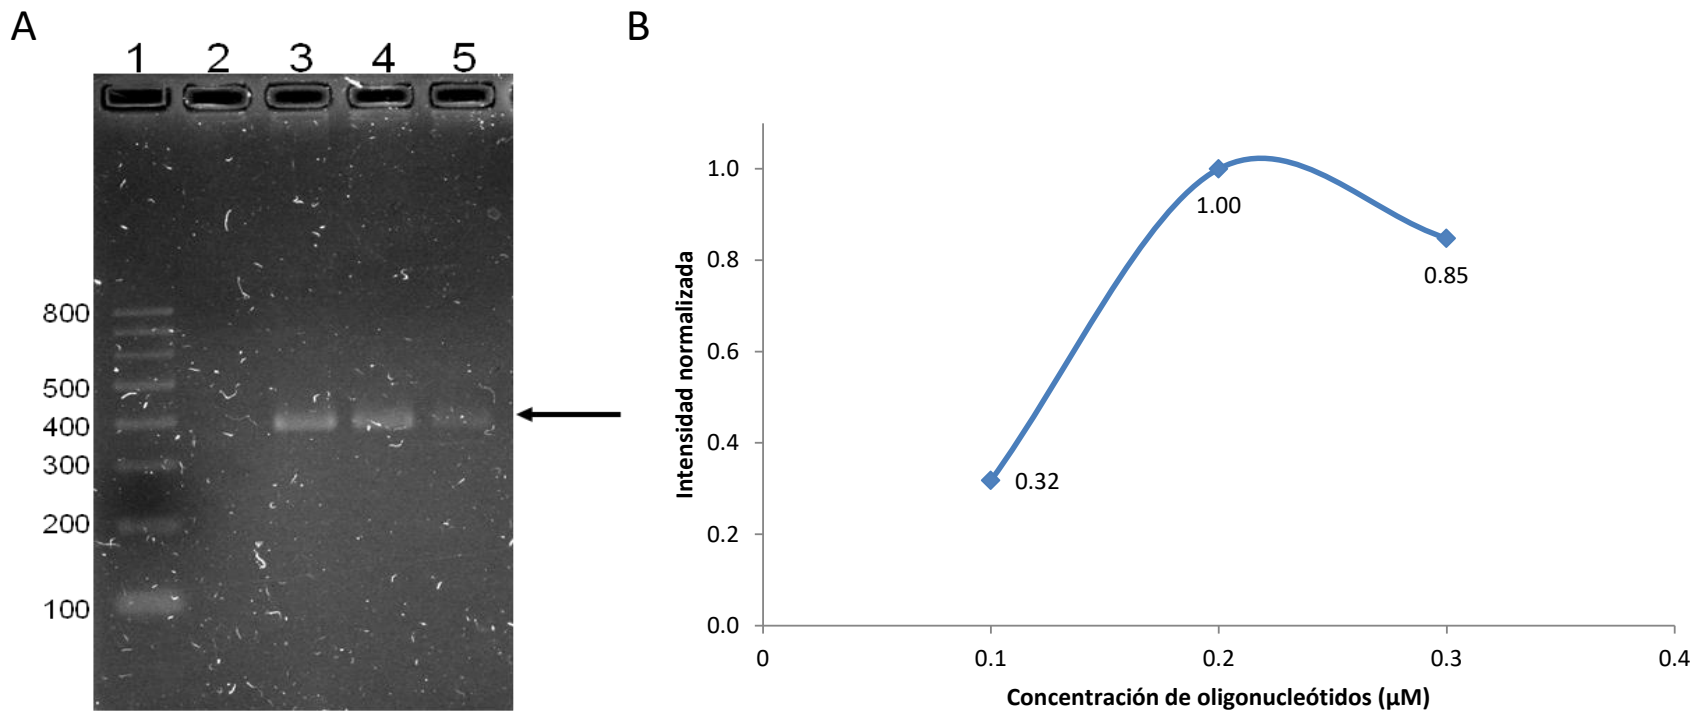 A
B
1 2 3 4 5
800
500
400
300
200
100
Intensidad normalizada
1.0
0.8
0.6
0.4
0.2
0.0
1.00
0.85
0.32
0 0.1 0.2 0.3 0.4
Concentración de oligonucleótidos (µM)